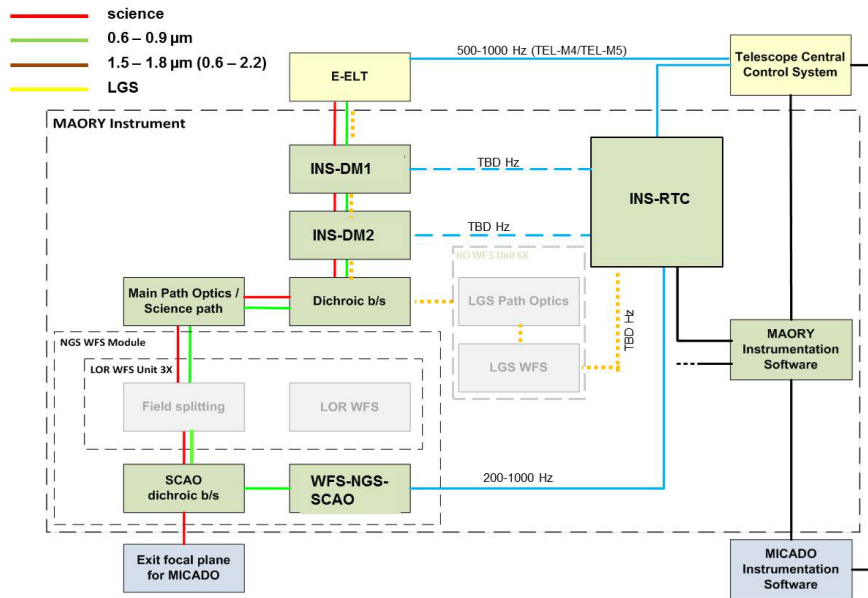 science
0.6 – 0.9 µm
1.5 – 1.8 µm (0.6 – 2.2)
LGS
E-ELT
500-1000 Hz (TEL-M4/TEL-M5)
Telescope Central
Control System
MAORY Instrument
INS-DM1
TBD Hz
INS-RTC
INS-DM2
TBD Hz
HO WFS Unit 6X
Main Path Optics /
Science path
Dichroic b/s
LGS Path Optics
TBD Hz
NGS WFS Module
LGS WFS
MAORY
Instrumentation
Software
LOR WFS Unit 3X
Field splitting
LOR WFS
SCAO
dichroic b/s
WFS-NGS-
SCAO
200-1000 Hz
Exit focal plane
for MICADO
MICADO
Instrumentation
Software